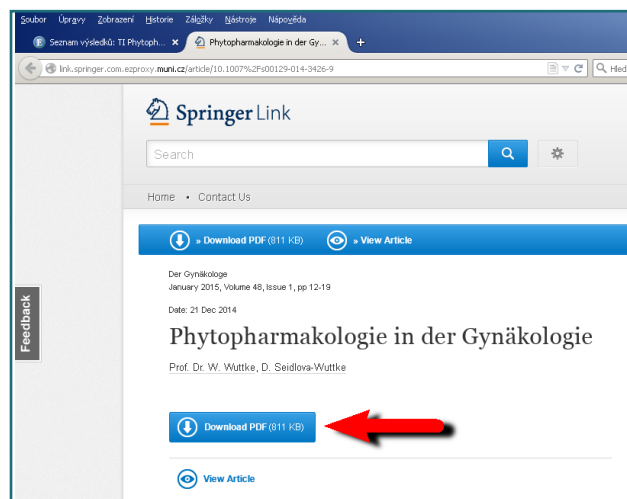 Soubor Úpravy Zobrazení Historie Záložky Nástroje Nápověda
Seznam výsledků: TI Phytoph... × Phytopharmakologie in der Gy... × +
link.springer.com.ezproxy.muni.cz/article/10.1007%2Fs00129-014-3426-9 Hled
Springer Link
Search
Home • Contact Us
» Download PDF (811 KB) » View Article
Der Gynäkologe
January 2015, Volume 48, Issue 1, pp 12-19
Date: 21 Dec 2014
Phytopharmakologie in der Gynäkologie
Prof. Dr. W. Wuttke, D. Seidlova-Wuttke
Feedback
Download PDF (811 KB)
View Article